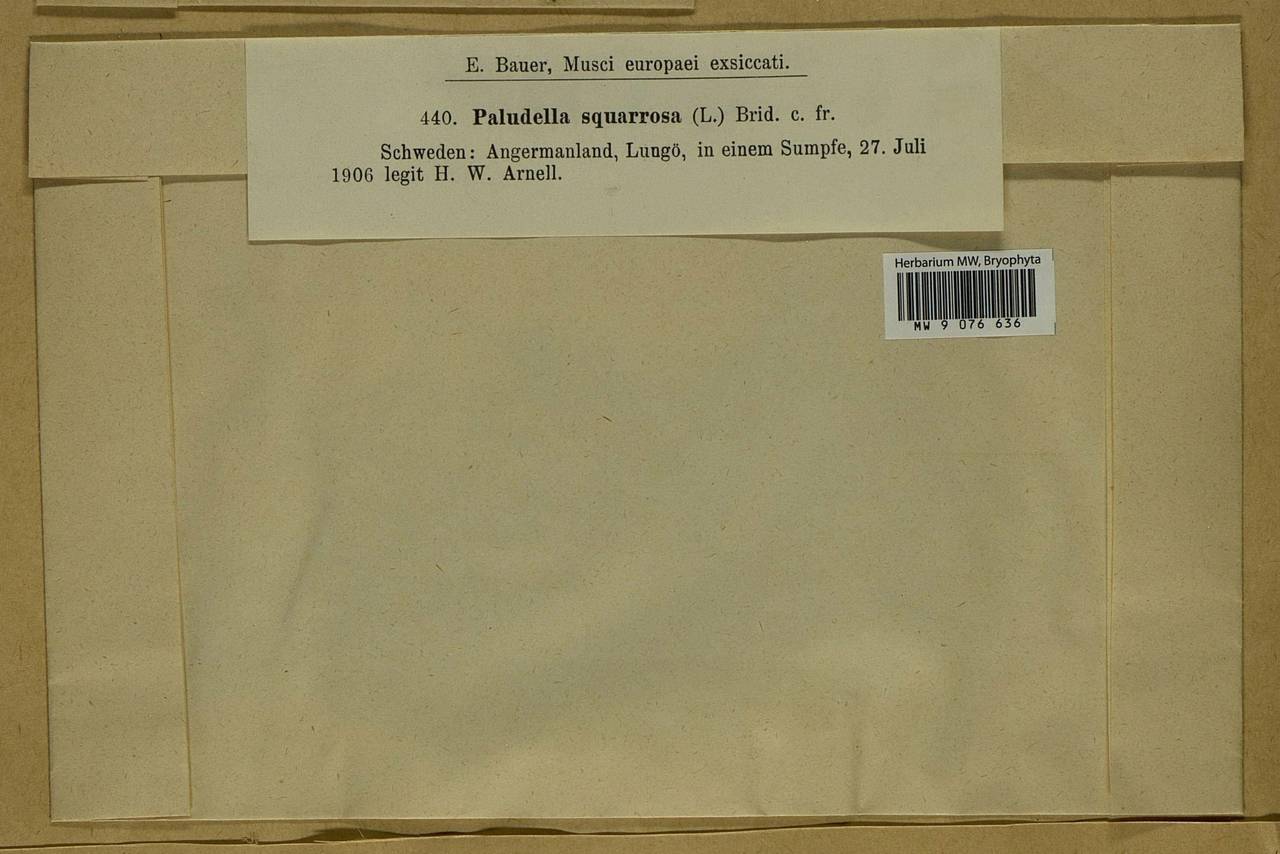 E. Bauer, Musci europaei exsiccati.
440. Paludella squarrosa (L.) Brid. c. fr.
Schweden: Angermanland, Lungö, in einem Sumpfe, 27. Juli
1906 legit H. W. Arnell.
Herbarium MW, Bryophyta
MW 9 076 636